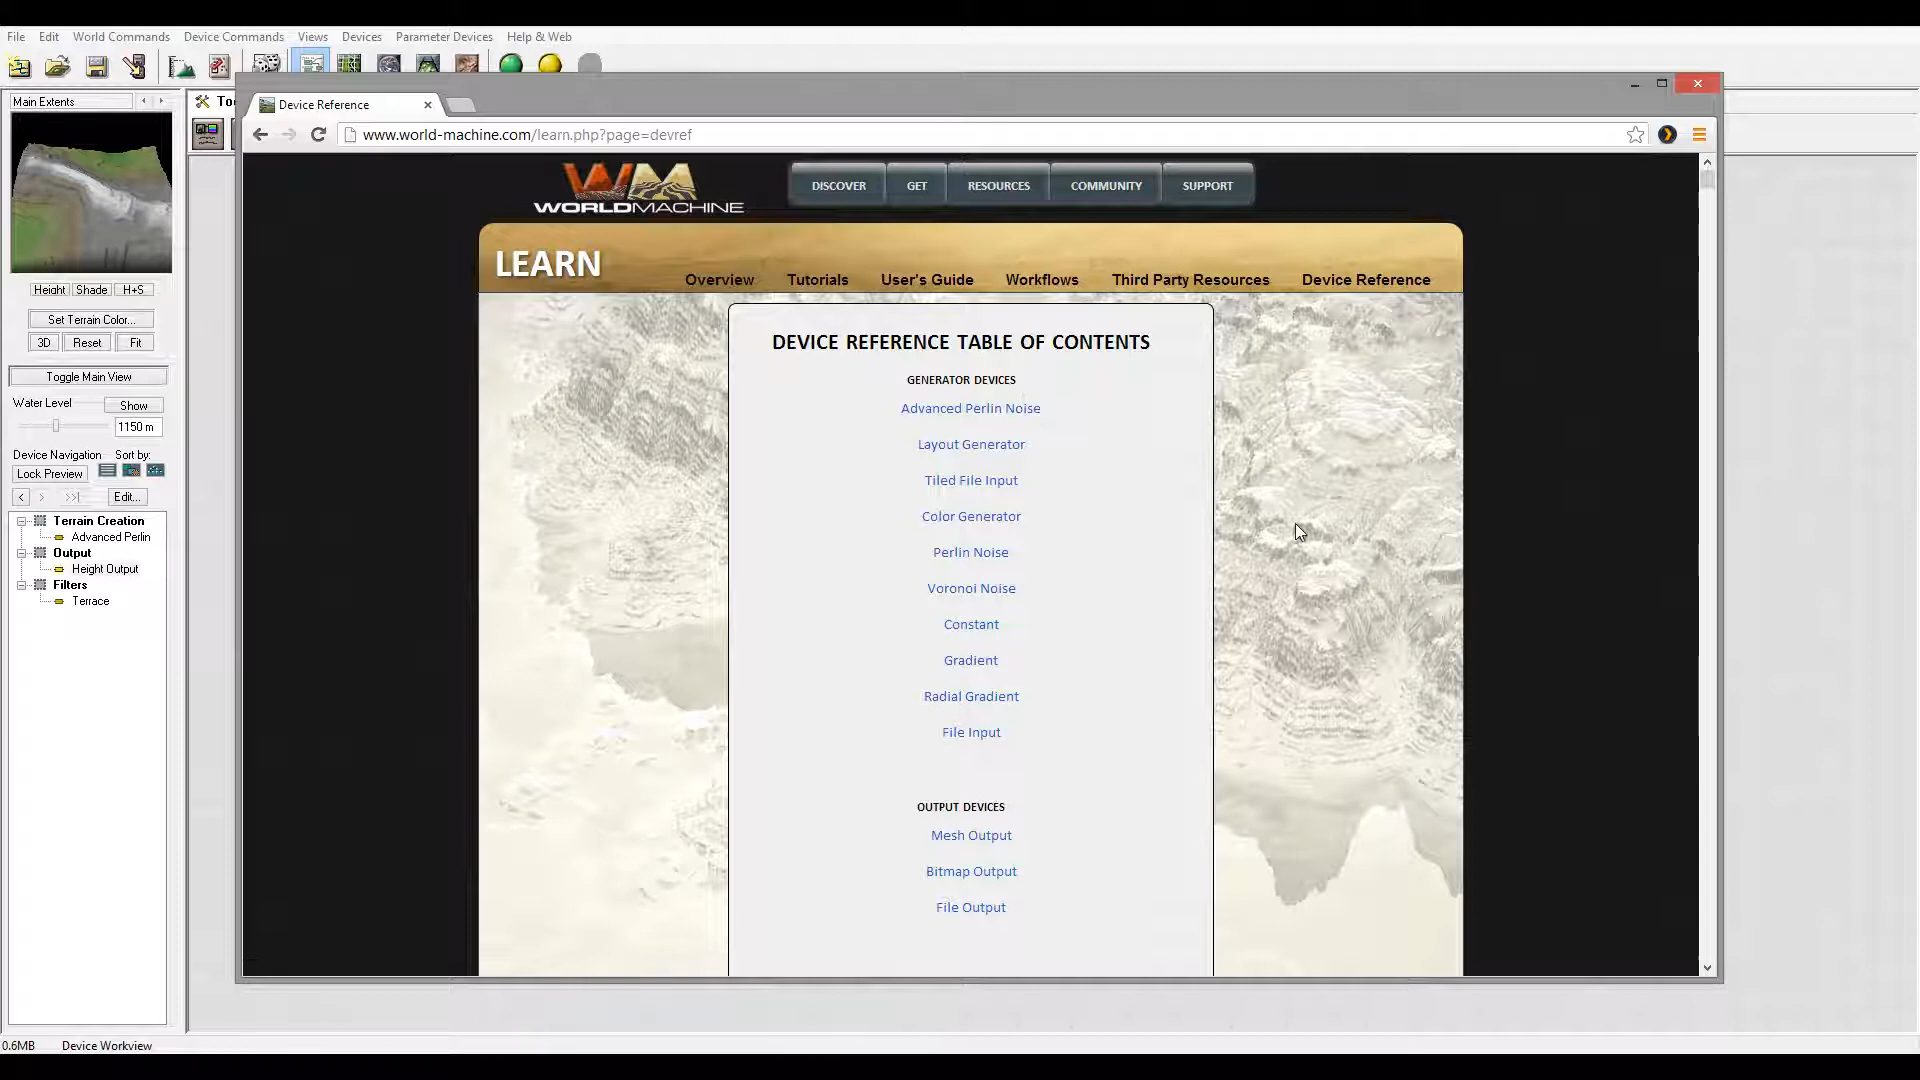 File Edit World Commands Device Commands Views Devices Parameter Devices Help & Web
Main Extents
Device Reference
www.world-machine.com/learn.php?page=devref
WM
WORLDMACHINE
DISCOVER GET RESOURCES COMMUNITY SUPPORT
LEARN
Overview Tutorials User's Guide Workflows Third Party Resources Device Reference
Height Shade H+S
Set Terrain Color...
3D Reset Fit
Toggle Main View
Water Level Show
1150 m
Device Navigation Sort by:
Lock Preview
< > >>| Edit...
Terrain Creation
Advanced Perlin
Output
Height Output
Filters
Terrace
DEVICE REFERENCE TABLE OF CONTENTS
GENERATOR DEVICES
Advanced Perlin Noise
Layout Generator
Tiled File Input
Color Generator
Perlin Noise
Voronoi Noise
Constant
Gradient
Radial Gradient
File Input
OUTPUT DEVICES
Mesh Output
Bitmap Output
File Output
0.6MB Device Workview